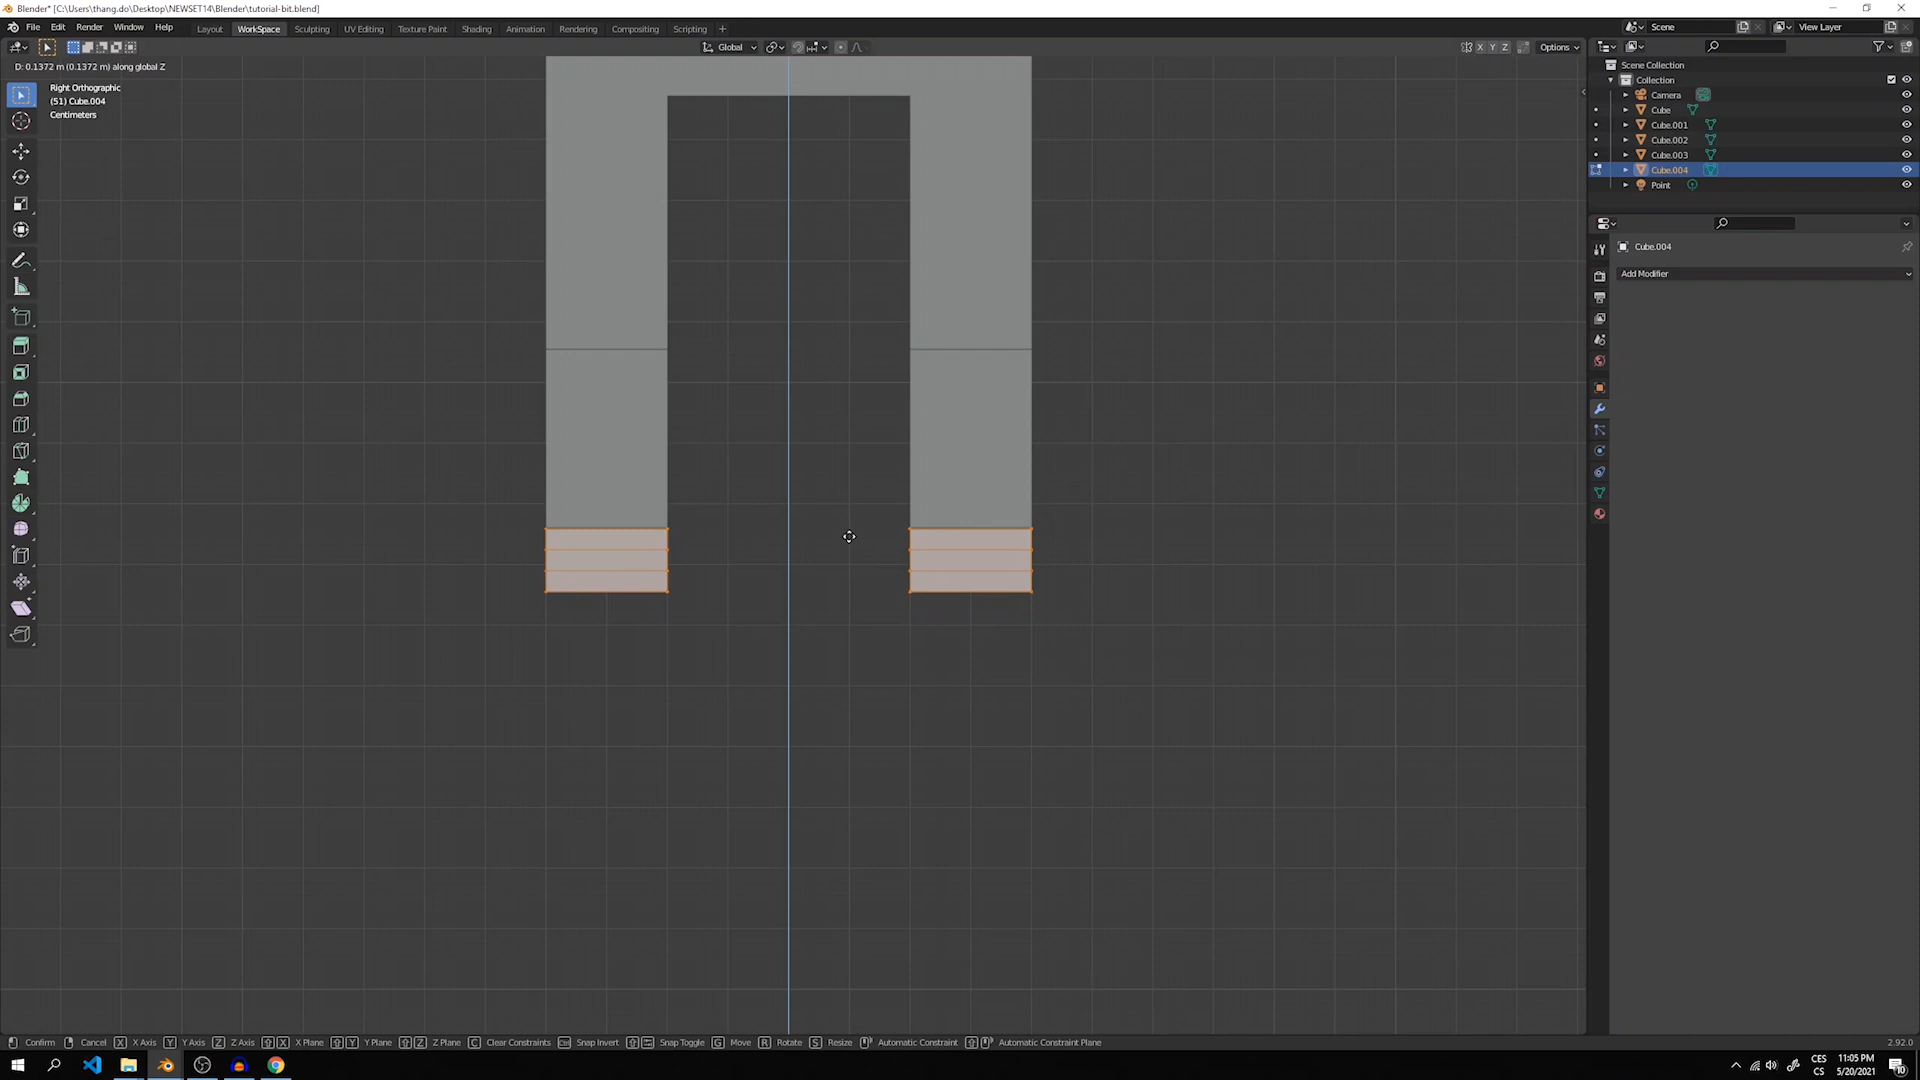 Blender* [C:\Users\thang.do\Desktop\NEWSET14\Blender\tutorial-bit.blend]
File Edit Render Window Help Layout WorkSpace Sculpting UV Editing Texture Paint Shading Animation Rendering Compositing Scripting + Scene View Layer
Global X Y Z Options
D: 0.1372 m (0.1372 m) along global Z
Right Orthographic
(51) Cube.004
Centimeters
Scene Collection
Collection
Camera
Cube
Cube.001
Cube.002
Cube.003
Cube.004
Point
Cube.004
Add Modifier
Confirm Cancel X X Axis Y Y Axis Z Z Axis X X Plane Y Y Plane Z Z Plane C Clear Constraints Snap Invert Snap Toggle G Move R Rotate S Resize Automatic Constraint Automatic Constraint Plane 2.92.0
CES 11:05 PM
CS 5/20/2021